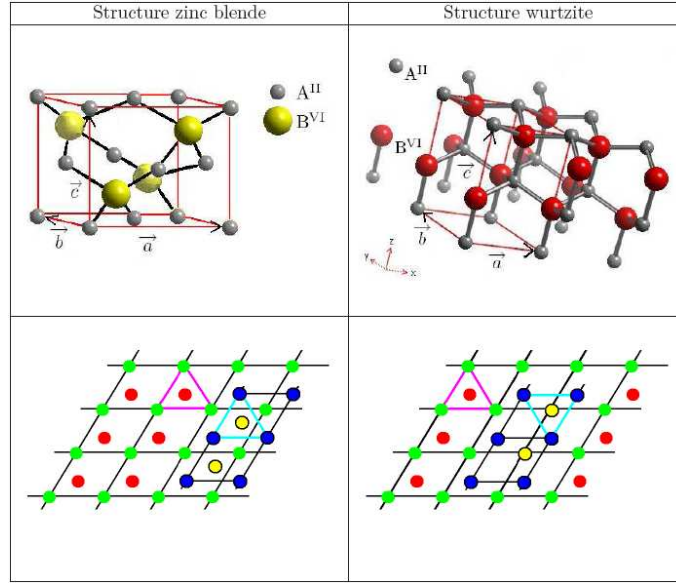 Structure zinc blende
Structure wurtzite
A^II
B^VI
c
b
a
A^II
B^VI
c
b
a
z
y
x